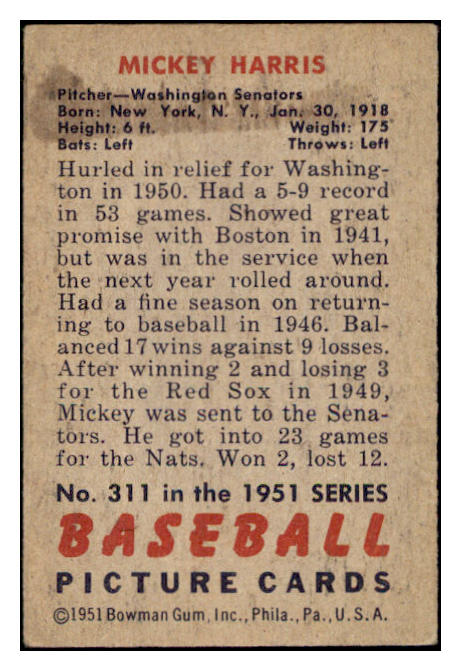 MICKEY HARRIS
Pitcher—Washington Senators
Born: New York, N. Y., Jan. 30, 1918
Height: 6 ft. Weight: 175
Bats: Left Throws: Left
Hurled in relief for Washing-
ton in 1950. Had a 5-9 record
in 53 games. Showed great
promise with Boston in 1941,
but was in the service when
the next year rolled around.
Had a fine season on return-
ing to baseball in 1946. Bal-
anced 17 wins against 9 losses.
After winning 2 and losing 3
for the Red Sox in 1949,
Mickey was sent to the Sena-
tors. He got into 23 games
for the Nats. Won 2, lost 12.
No. 311 in the 1951 SERIES
BASEBALL
PICTURE CARDS
©1951 Bowman Gum, Inc., Phila., Pa., U. S. A.